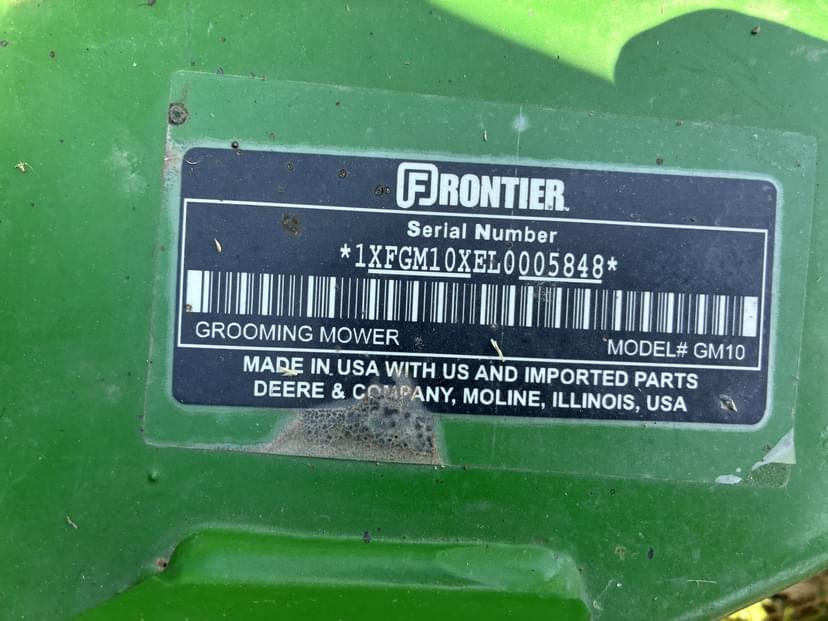 FRONTIER
Serial Number
*1XFGM10XEL0005848*
GROOMING MOWER
MODEL# GM10
MADE IN USA WITH US AND IMPORTED PARTS
DEERE & COMPANY, MOLINE, ILLINOIS, USA